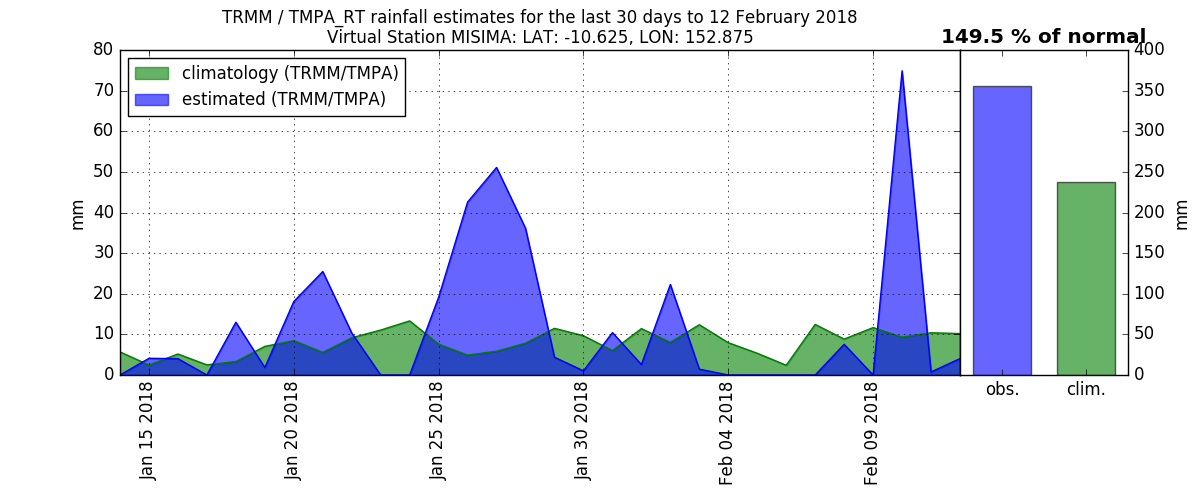 TRMM / TMPA_RT rainfall estimates for the last 30 days to 12 February 2018
Virtual Station MISIMA: LAT: -10.625, LON: 152.875
149.5 % of normal
climatology (TRMM/TMPA)
estimated (TRMM/TMPA)
80
70
60
50
40
30
20
10
0
mm
400
350
300
250
200
150
100
50
0
mm
Jan 15 2018
Jan 20 2018
Jan 25 2018
Jan 30 2018
Feb 04 2018
Feb 09 2018
obs.
clim.